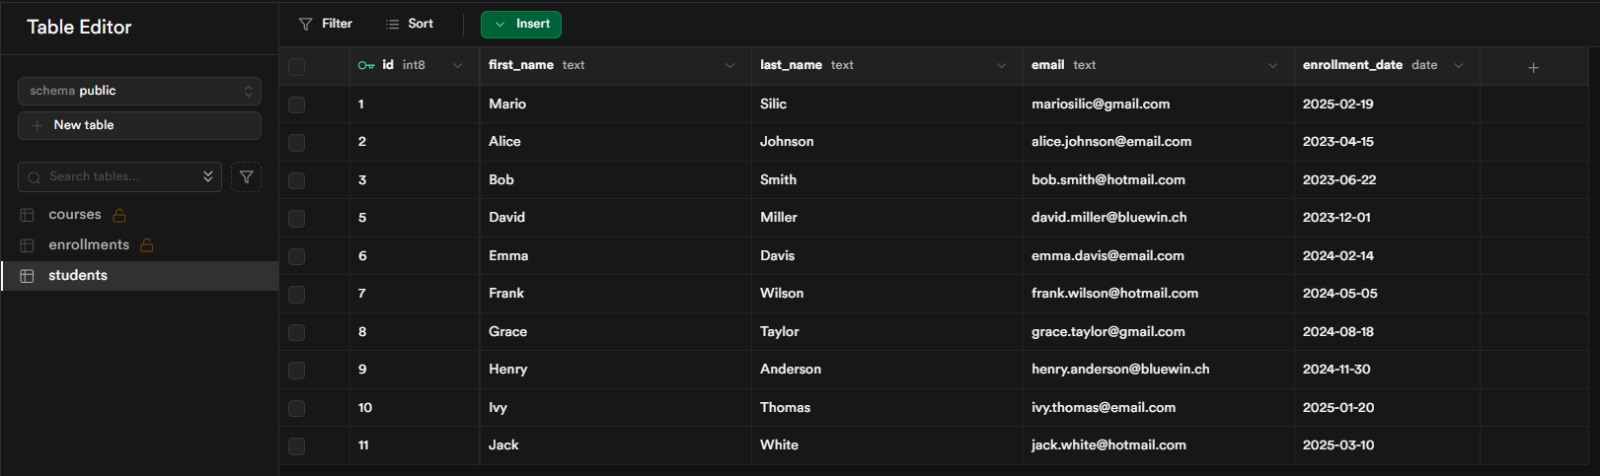 Table Editor
Filter Sort Insert
schema public
New table
Search tables...
courses
enrollments
students
id int8 first_name text last_name text email text enrollment_date date
1 Mario Silic mariosilic@gmail.com 2025-02-19
2 Alice Johnson alice.johnson@email.com 2023-04-15
3 Bob Smith bob.smith@hotmail.com 2023-06-22
5 David Miller david.miller@bluewin.ch 2023-12-01
6 Emma Davis emma.davis@email.com 2024-02-14
7 Frank Wilson frank.wilson@hotmail.com 2024-05-05
8 Grace Taylor grace.taylor@gmail.com 2024-08-18
9 Henry Anderson henry.anderson@bluewin.ch 2024-11-30
10 Ivy Thomas ivy.thomas@email.com 2025-01-20
11 Jack White jack.white@hotmail.com 2025-03-10